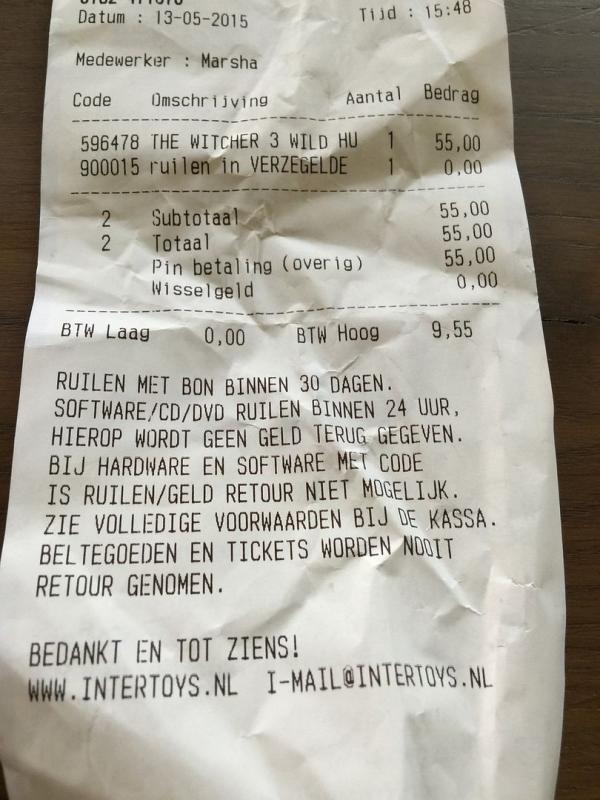 Datum : 13-05-2015 Tijd : 15:48
Medewerker : Marsha
Code Omschrijving Aantal Bedrag
596478 THE WITCHER 3 WILD HU 1 55,00
900015 ruilen in VERZEGELDE 1 0,00
2 Subtotaal 55,00
2 Totaal 55,00
Pin betaling (overig) 55,00
Wisselgeld 0,00
BTW Laag 0,00 BTW Hoog 9,55
RUILEN MET BON BINNEN 30 DAGEN.
SOFTWARE/CD/DVD RUILEN BINNEN 24 UUR,
HIEROP WORDT GEEN GELD TERUG GEGEVEN.
BIJ HARDWARE EN SOFTWARE MET CODE
IS RUILEN/GELD RETOUR NIET MOGELIJK.
ZIE VOLLEDIGE VOORWAARDEN BIJ DE KASSA.
BELTEGOEDEN EN TICKETS WORDEN NOOIT
RETOUR GENOMEN.
BEDANKT EN TOT ZIENS!
WWW.INTERTOYS.NL I-MAIL@INTERTOYS.NL